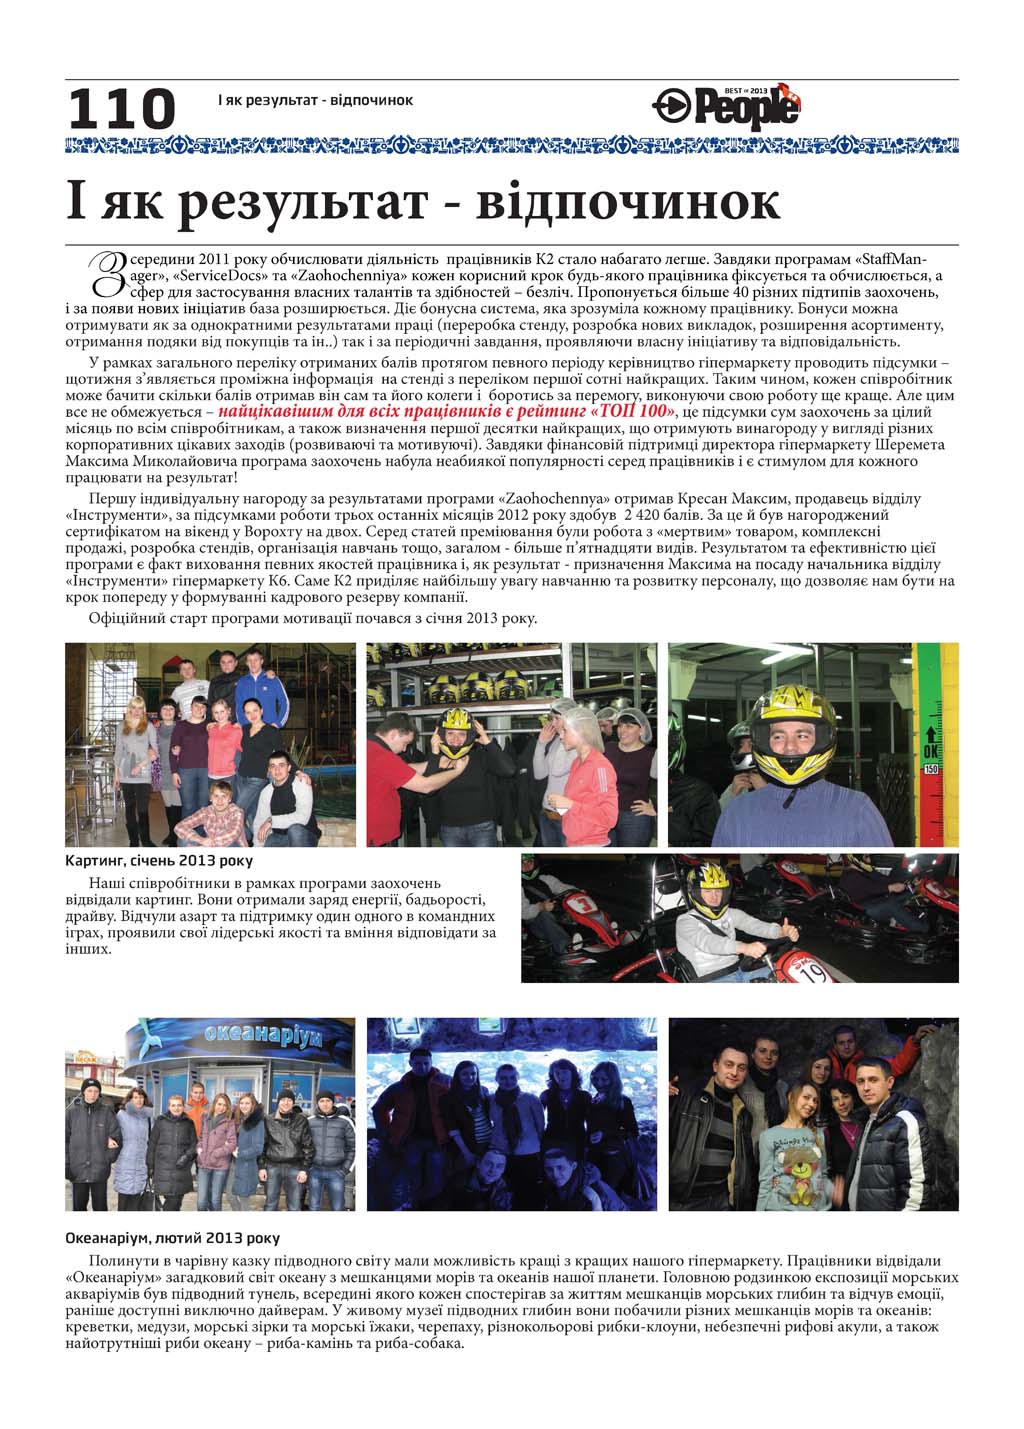 110
І як результат - відпочинок
BEST OF 2013
People
І як результат - відпочинок
З середини 2011 року обчислювати діяльність працівників К2 стало набагато легше. Завдяки програмам «StaffMan-
ager», «ServiceDocs» та «Zaohochenniya» кожен корисний крок будь-якого працівника фіксується та обчислюється, а
сфер для застосування власних талантів та здібностей – безліч. Пропонується більше 40 різних підтипів заохочень,
і за появи нових ініціатив база розширюється. Діє бонусна система, яка зрозуміла кожному працівнику. Бонуси можна
отримувати як за однократними результатами праці (переробка стенду, розробка нових викладок, розширення асортименту,
отримання подяки від покупців та ін..) так і за періодичні завдання, проявляючи власну ініціативу та відповідальність.
У рамках загального переліку отриманих балів протягом певного періоду керівництво гіпермаркету проводить підсумки –
щотижня з’являється проміжна інформація на стенді з переліком першої сотні найкращих. Таким чином, кожен співробітник
може бачити скільки балів отримав він сам та його колеги і боротись за перемогу, виконуючи свою роботу ще краще. Але цим
все не обмежується – найцікавішим для всіх працівників є рейтинг «ТОП 100», це підсумки сум заохочень за цілий
місяць по всім співробітникам, а також визначення першої десятки найкращих, що отримують винагороду у вигляді різних
корпоративних цікавих заходів (розвиваючі та мотивуючі). Завдяки фінансовій підтримці директора гіпермаркету Шеремета
Максима Миколайовича програма заохочень набула неабиякої популярності серед працівників і є стимулом для кожного
працювати на результат!
Першу індивідуальну нагороду за результатами програми «Zaohochennya» отримав Кресан Максим, продавець відділу
«Інструменти», за підсумками роботи трьох останніх місяців 2012 року здобув 2 420 балів. За це й був нагороджений
сертифікатом на вікенд у Ворохту на двох. Серед статей преміювання були робота з «мертвим» товаром, комплексні
продажі, розробка стендів, організація навчань тощо, загалом - більше п’ятнадцяти видів. Результатом та ефективністю цієї
програми є факт виховання певних якостей працівника і, як результат - призначення Максима на посаду начальника відділу
«Інструменти» гіпермаркету К6. Саме К2 приділяє найбільшу увагу навчанню та розвитку персоналу, що дозволяє нам бути на
крок попереду у формуванні кадрового резерву компанії.
Офіційний старт програми мотивації почався з січня 2013 року.
OK
150
Картинг, січень 2013 року
Наші співробітники в рамках програми заохочень
відвідали картинг. Вони отримали заряд енергії, бадьорості,
драйву. Відчули азарт та підтримку один одного в командних
іграх, проявили свої лідерські якості та вміння відповідати за
інших.
7
19
океанаріум
Океанаріум, лютий 2013 року
Полинути в чарівну казку підводного світу мали можливість кращі з кращих нашого гіпермаркету. Працівники відвідали
«Океанаріум» загадковий світ океану з мешканцями морів та океанів нашої планети. Головною родзинкою експозиції морських
акваріумів був підводний тунель, всередині якого кожен спостерігав за життям мешканців морських глибин та відчув емоції,
раніше доступні виключно дайверам. У живому музеї підводних глибин вони побачили різних мешканців морів та океанів:
креветки, медузи, морські зірки та морські їжаки, черепаху, різнокольорові рибки-клоуни, небезпечні рифові акули, а також
найотрутніші риби океану – риба-камінь та риба-собака.